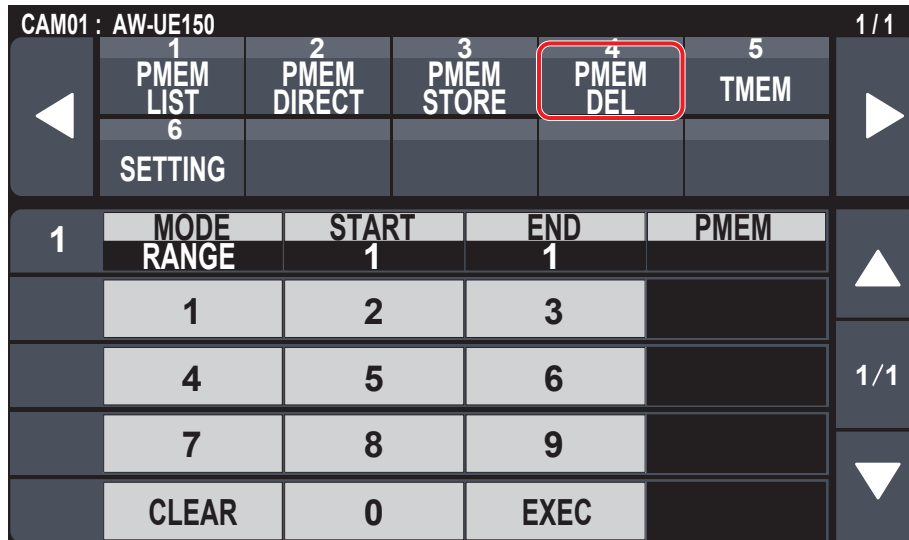 CAM01 : AW-UE150 1 / 1
1 2 3 4 5
PMEM LIST PMEM DIRECT PMEM STORE PMEM DEL TMEM
6
SETTING
1 MODE START END PMEM
RANGE 1 1
1 2 3
4 5 6 1/1
7 8 9
CLEAR 0 EXEC